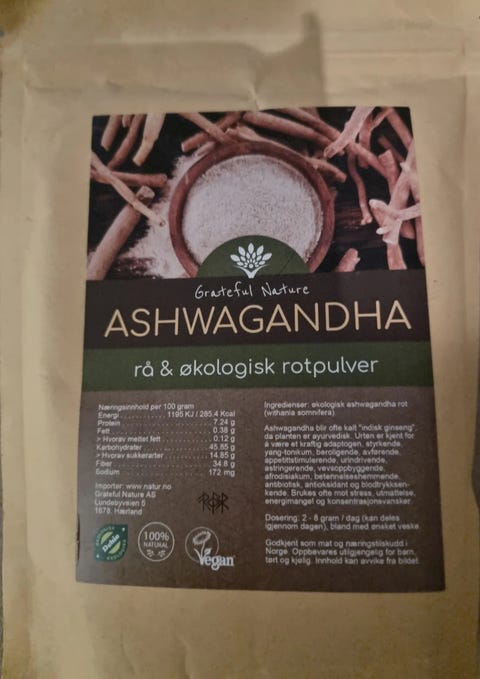 Grateful Nature
ASHWAGANDHA
rå & økologisk rotpulver
Næringsinnhold per 100 gram
Energi 1195 KJ / 285,4 Kcal
Protein 7.24 g
Fett 0.38 g
> Hvorav mettet fett 0.12 g
Karbohydrater 45.85 g
> Hvorav sukkerarter 14.85 g
Fiber 34.6 g
Sodium 172 mg
Importør: www.natur.no
Grateful Nature AS
Lundebyveien 5
1878, Hærland
Debio
100%
NATURAL
Vegan
Ingredienser: økologisk ashwagandha rot
(withania somnifera).
Ashwagandha blir ofte kalt "indisk ginseng",
da planten er ayurvedisk. Urten er kjent for
å være et kraftig adaptogen, styrkende,
yang-tonikum, beroligende, avførende,
appetittstimulerende, urindrivende,
astringerende, vevsoppbyggende,
afrodisiakum, betennelseshemmende,
antibiotisk, antioksidant og blodtrykksen-
kende. Brukes ofte mot stress, utmattelse,
energimangel og konsentrasjonsvansker.
Dosering: 2 - 8 gram / dag (kan deles
igjennom dagen), bland med ønsket væske.
Godkjent som mat og næringstilskudd i
Norge. Oppbevares utilgjengelig for barn,
tørt og kjølig. Innhold kan avvike fra bildet.